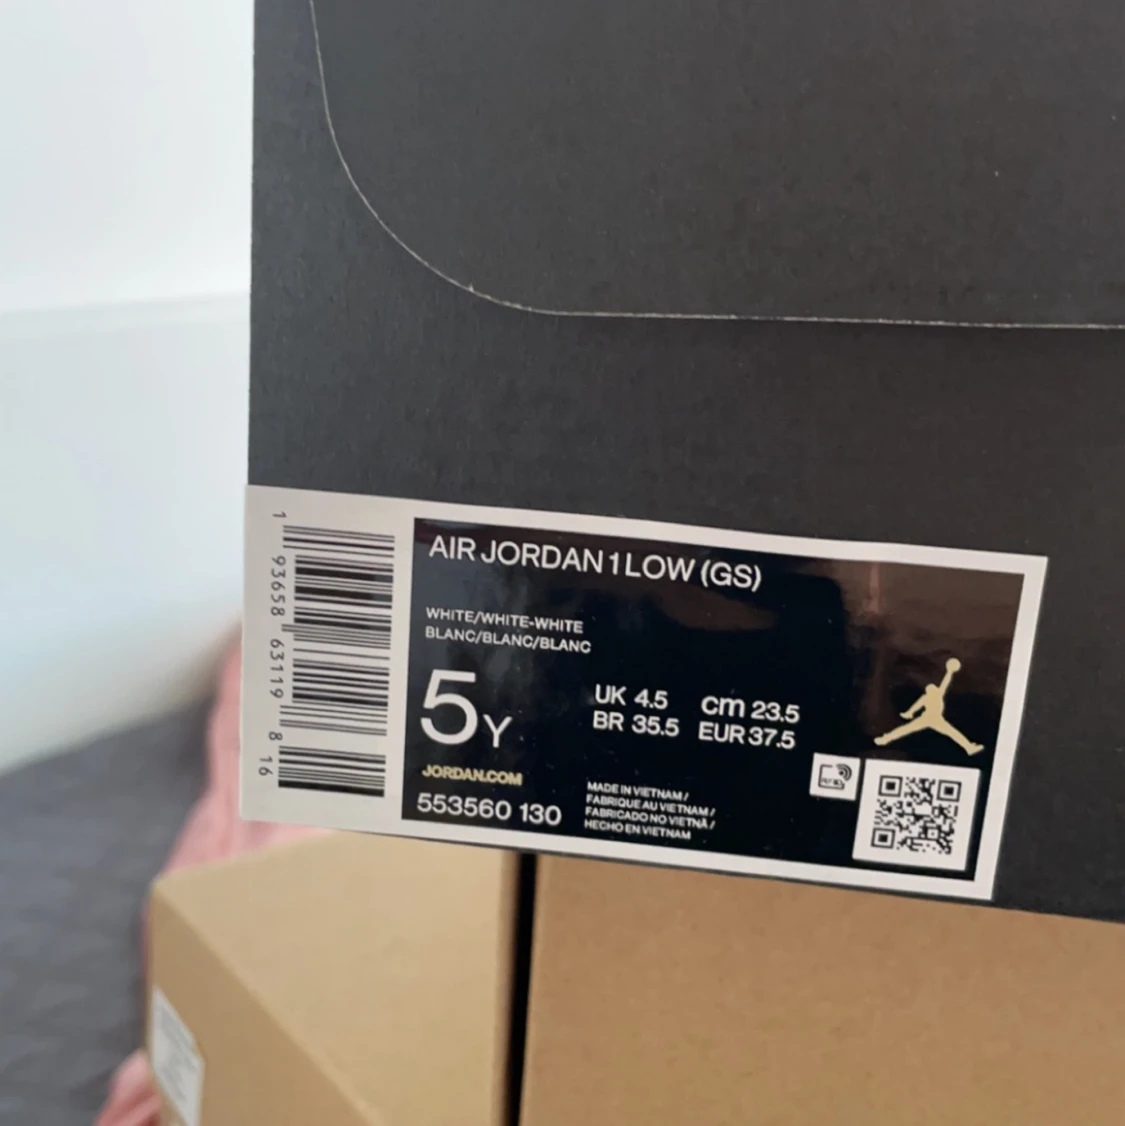 1 93658 63119 8 16
AIR JORDAN 1 LOW (GS)
WHITE/WHITE-WHITE
BLANC/BLANC/BLANC
5Y
UK 4.5 cm 23.5
BR 35.5 EUR 37.5
JORDAN.COM
553560 130
MADE IN VIETNAM /
FABRIQUE AU VIETNAM /
FABRICADO NO VIETNÃ /
HECHO EN VIETNAM